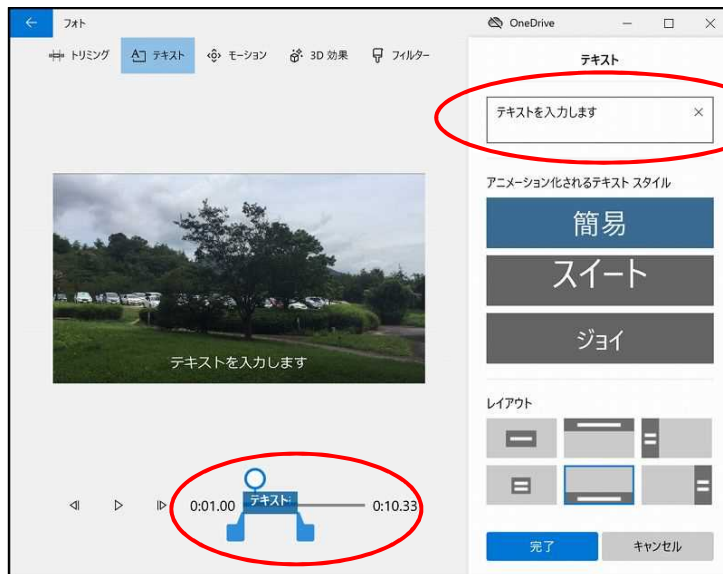 フォト
OneDrive
トリミング
テキスト
モーション
3D 効果
フィルター
テキスト
テキストを入力します
アニメーション化されるテキスト スタイル
簡易
スイート
ジョイ
テキストを入力します
レイアウト
0:01.00
テキスト
0:10.33
完了
キャンセル